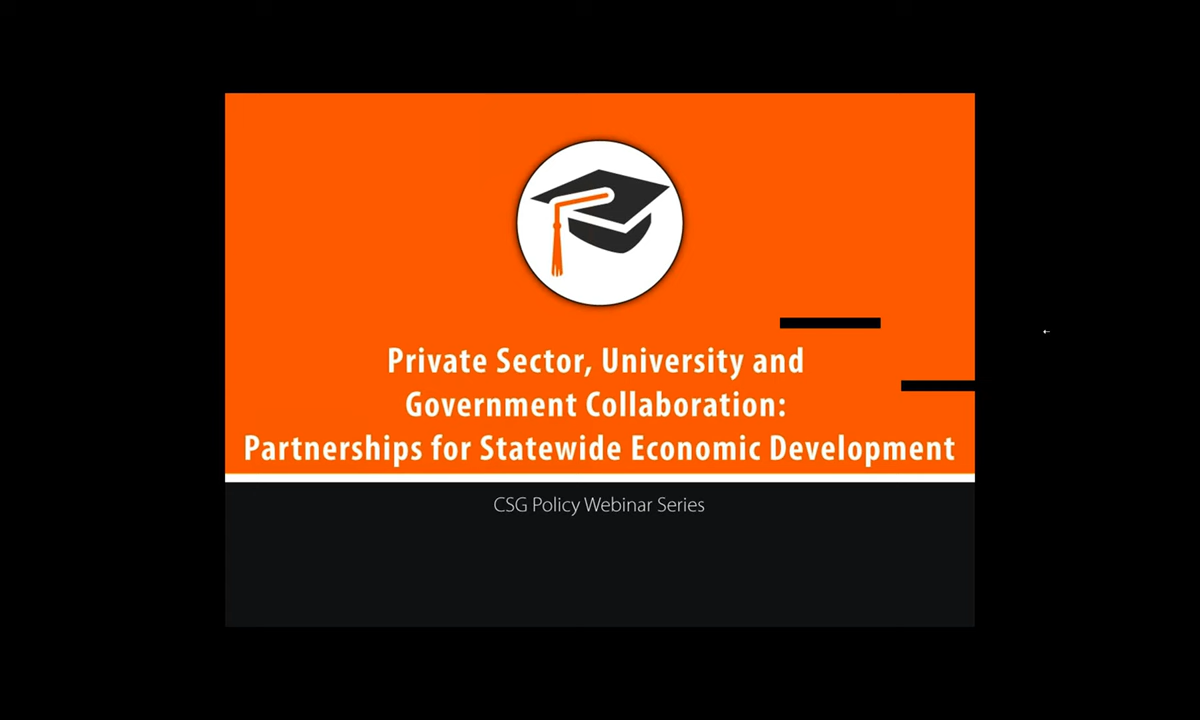 Private Sector, University and
Government Collaboration:
Partnerships for Statewide Economic Development
CSG Policy Webinar Series